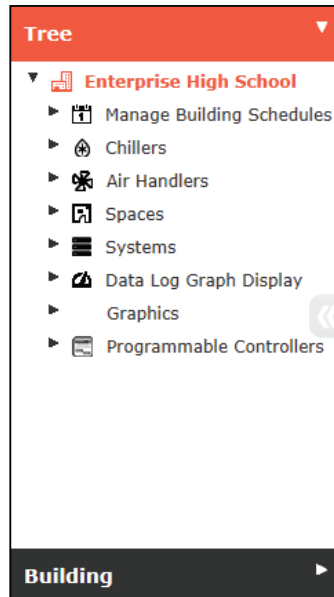 Tree
Enterprise High School
Manage Building Schedules
Chillers
Air Handlers
Spaces
Systems
Data Log Graph Display
Graphics
Programmable Controllers
Building